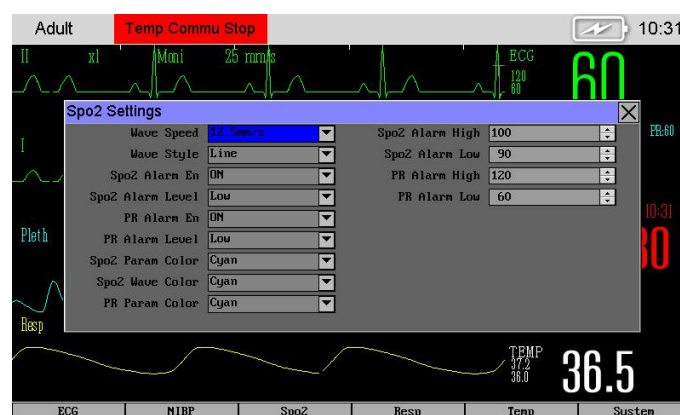 Adult Temp Commu Stop 10:31
II x1 Moni 25 mm/s ECG
120
80
60
Spo2 Settings
Wave Speed 12.5mm/s Spo2 Alarm High 100
PR:60
Wave Style Line Spo2 Alarm Low 90
I
Spo2 Alarm En ON PR Alarm High 120
Spo2 Alarm Level Low PR Alarm Low 60
PR Alarm En ON
10:31
Pleth
PR Alarm Level Low
Spo2 Param Color Cyan
Spo2 Wave Color Cyan
PR Param Color Cyan
Resp
TEMP
37.2
36.0
36.5
ECG NIBP Spo2 Resp Temp System